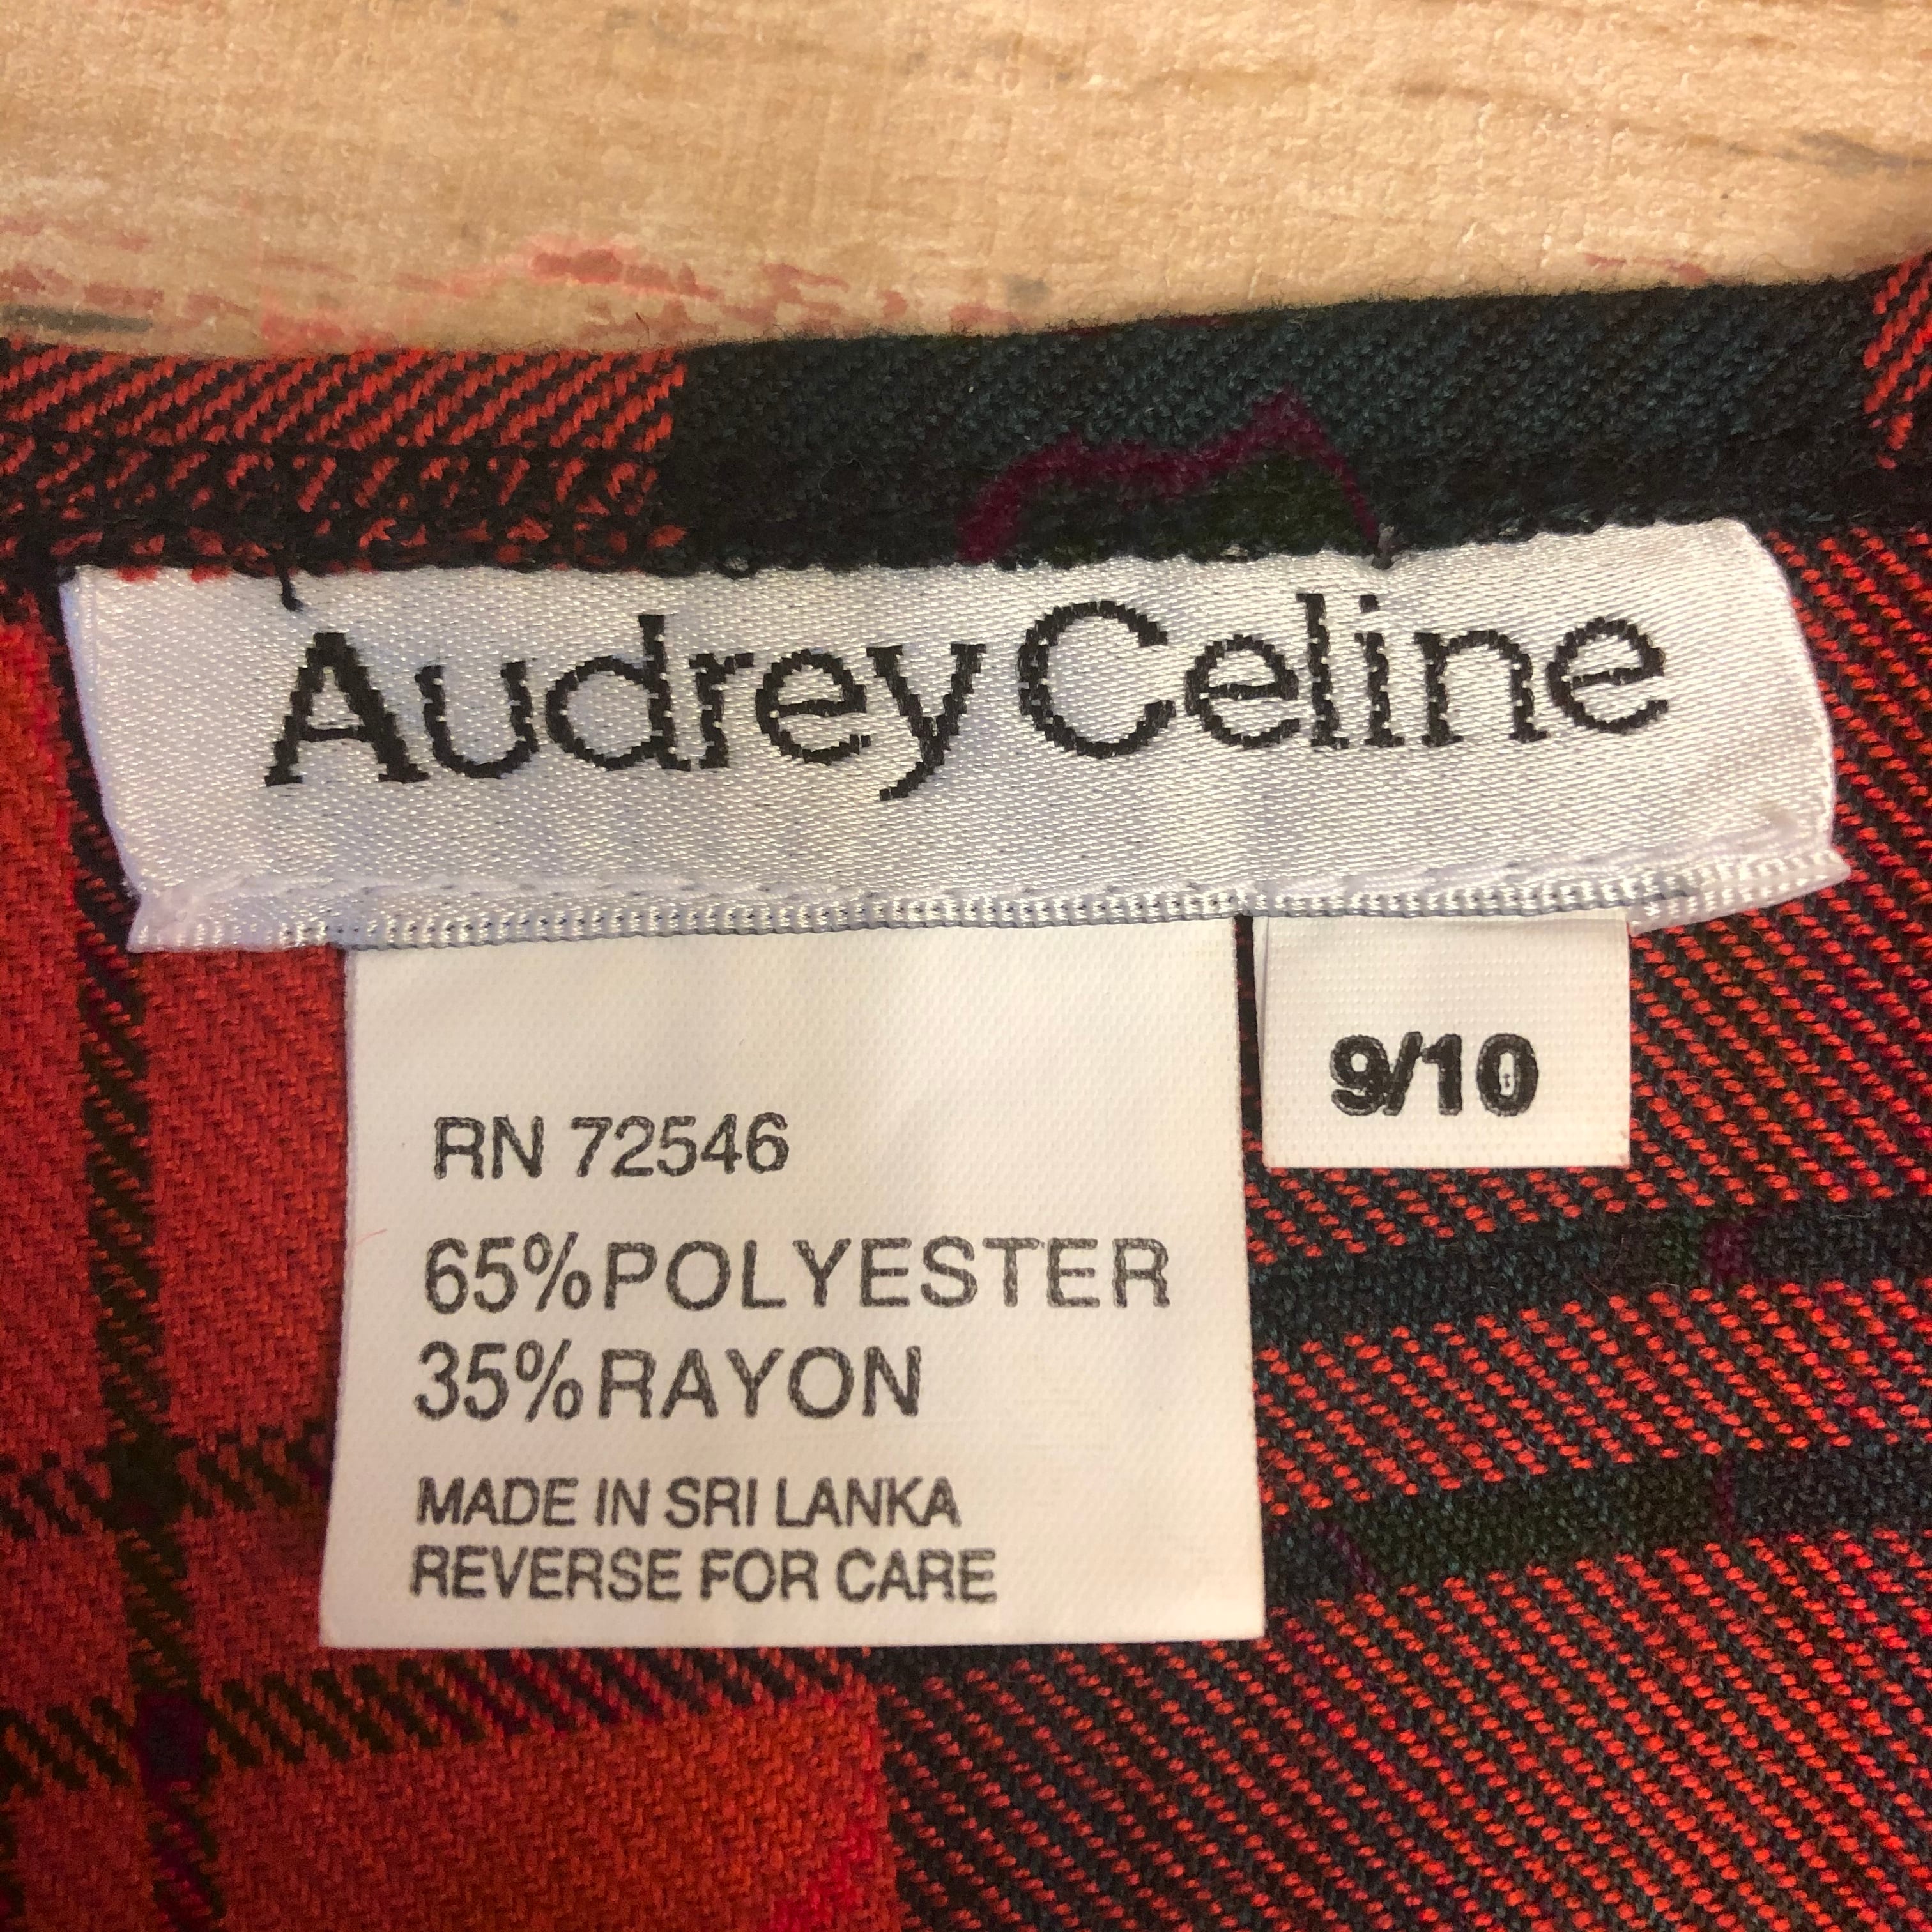 Audrey Celine
9/10
RN 72546
65%POLYESTER
35%RAYON
MADE IN SRI LANKA
REVERSE FOR CARE